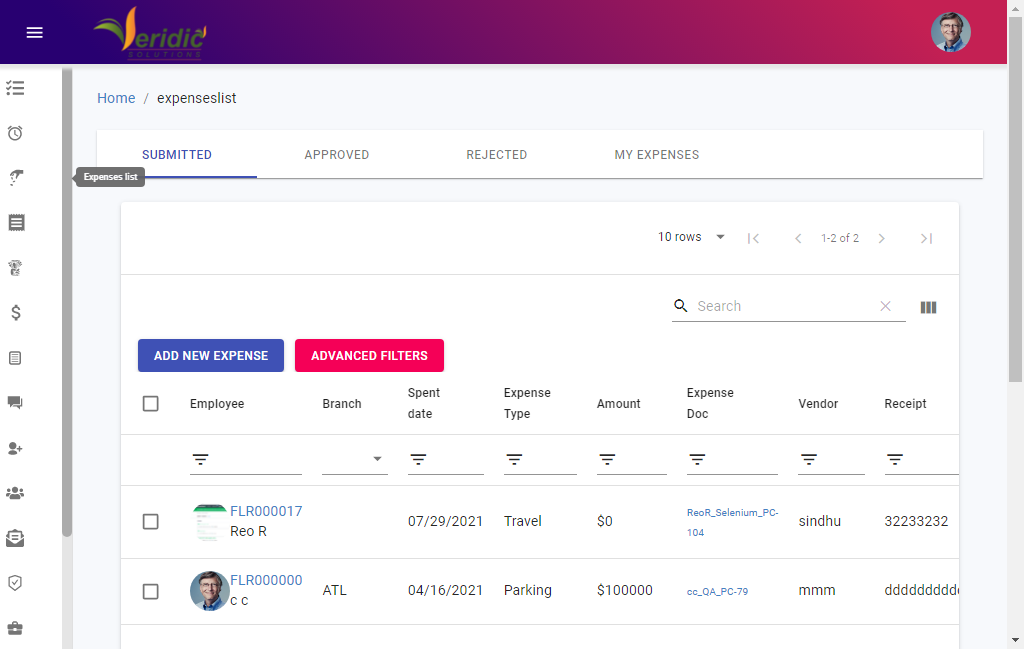 Veridic
SOLUTIONS
Home / expenseslist
SUBMITTED APPROVED REJECTED MY EXPENSES
Expenses list
10 rows 1-2 of 2
Search
ADD NEW EXPENSE ADVANCED FILTERS
Employee Branch Spent date Expense Type Amount Expense Doc Vendor Receipt
FLR000017 Reo R 07/29/2021 Travel $0 ReoR_Selenium_PC-104 sindhu 32233232
FLR000000 c c ATL 04/16/2021 Parking $100000 cc_QA_PC-79 mmm dddddddddd